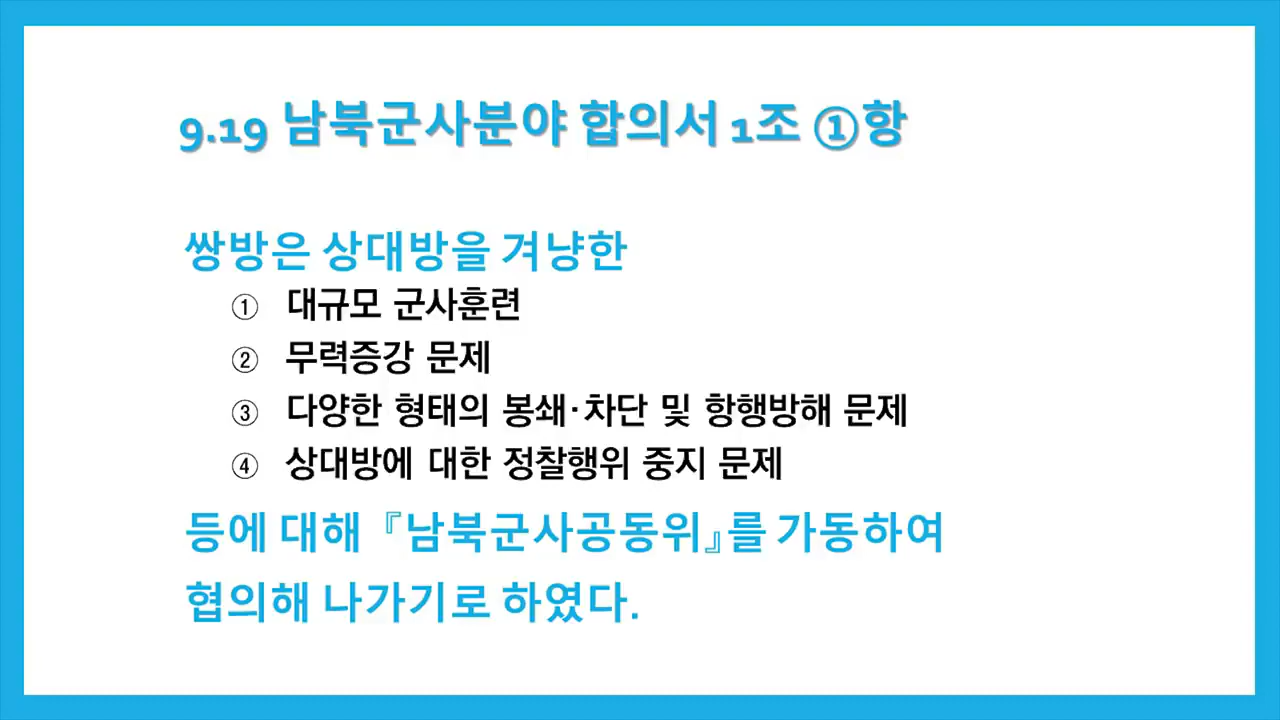 9.19 남북군사분야 합의서 1조 ①항
쌍방은 상대방을 겨냥한
① 대규모 군사훈련
② 무력증강 문제
③ 다양한 형태의 봉쇄·차단 및 항행방해 문제
④ 상대방에 대한 정찰행위 중지 문제
등에 대해 『남북군사공동위』를 가동하여
협의해 나가기로 하였다.